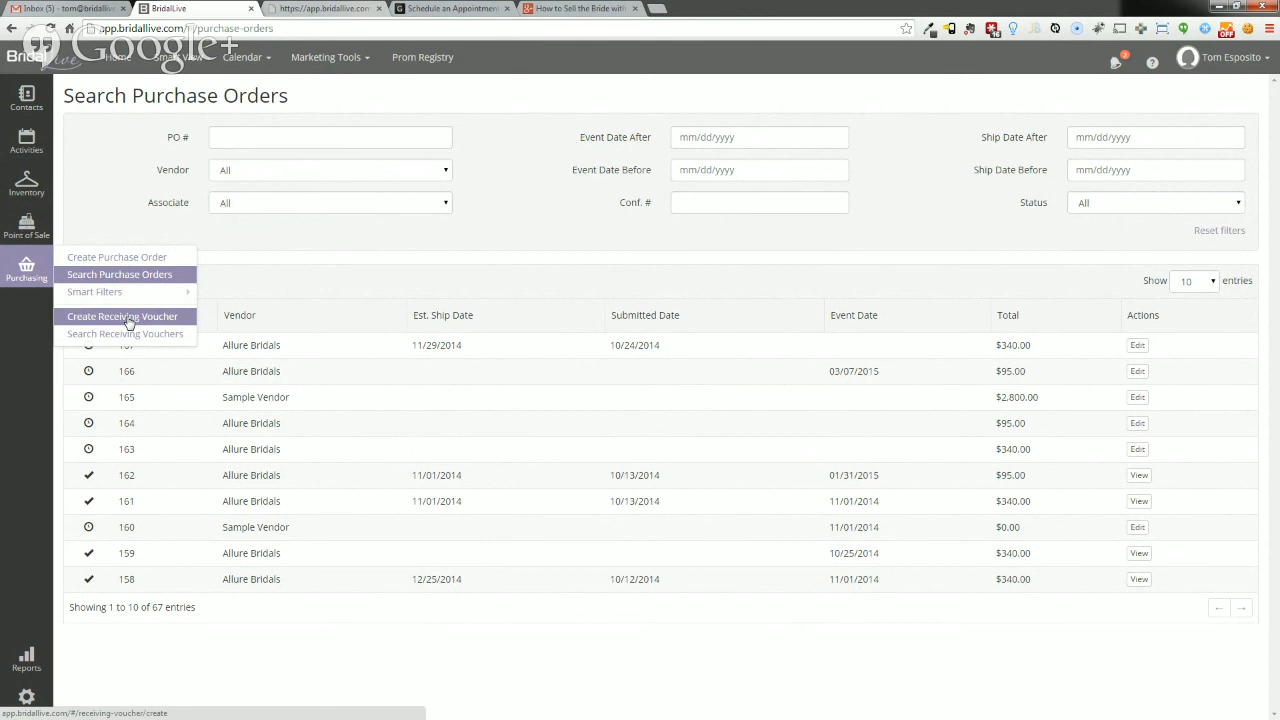 Inbox (5) - tom@bridalliv
BridalLive
https://app.bridallive.com
Schedule an Appointment
How to Sell the Bride with
app.bridallive.com/#/purchase-orders
Google+
Live
Bridal
Home
Smart View
Calendar
Marketing Tools
Prom Registry
2
Tom Esposito
Contacts
Activities
Inventory
Point of Sale
Purchasing
Reports
Search Purchase Orders
PO #
Event Date After
mm/dd/yyyy
Ship Date After
mm/dd/yyyy
Vendor
All
Event Date Before
mm/dd/yyyy
Ship Date Before
mm/dd/yyyy
Associate
All
Conf. #
Status
All
Reset filters
Create Purchase Order
Search Purchase Orders
Smart Filters
Create Receiving Voucher
Search Receiving Vouchers
Show 10 entries
Vendor Est. Ship Date Submitted Date Event Date Total Actions
167 Allure Bridals 11/29/2014 10/24/2014 $340.00 Edit
166 Allure Bridals 03/07/2015 $95.00 Edit
165 Sample Vendor $2,800.00 Edit
164 Allure Bridals $95.00 Edit
163 Allure Bridals $340.00 Edit
162 Allure Bridals 11/01/2014 10/13/2014 01/31/2015 $95.00 View
161 Allure Bridals 11/01/2014 10/13/2014 11/01/2014 $340.00 View
160 Sample Vendor 11/01/2014 $0.00 Edit
159 Allure Bridals 10/25/2014 $340.00 View
158 Allure Bridals 12/25/2014 10/12/2014 11/01/2014 $340.00 View
Showing 1 to 10 of 67 entries
app.bridallive.com/#/receiving-voucher/create